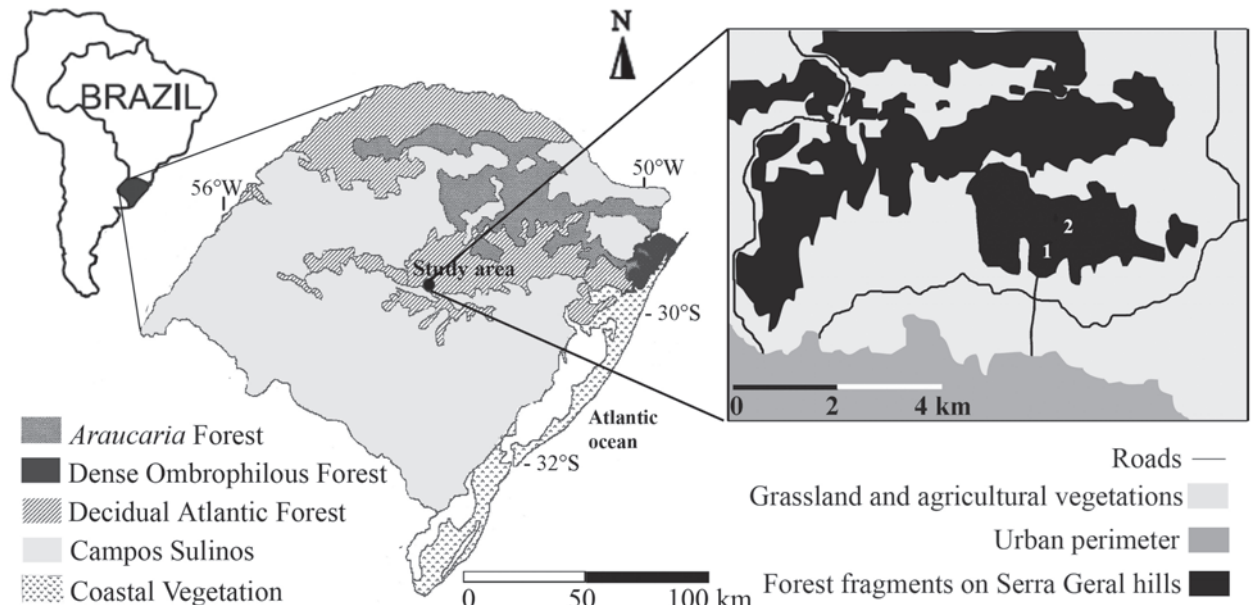 BRAZIL
N
56°W
50°W
Study area
30°S
Atlantic
ocean
32°S
Araucaria Forest
Dense Ombrophilous Forest
Decidual Atlantic Forest
Campos Sulinos
Coastal Vegetation
0 50 100 km
2
1
0 2 4 km
Roads
Grassland and agricultural vegetations
Urban perimeter
Forest fragments on Serra Geral hills